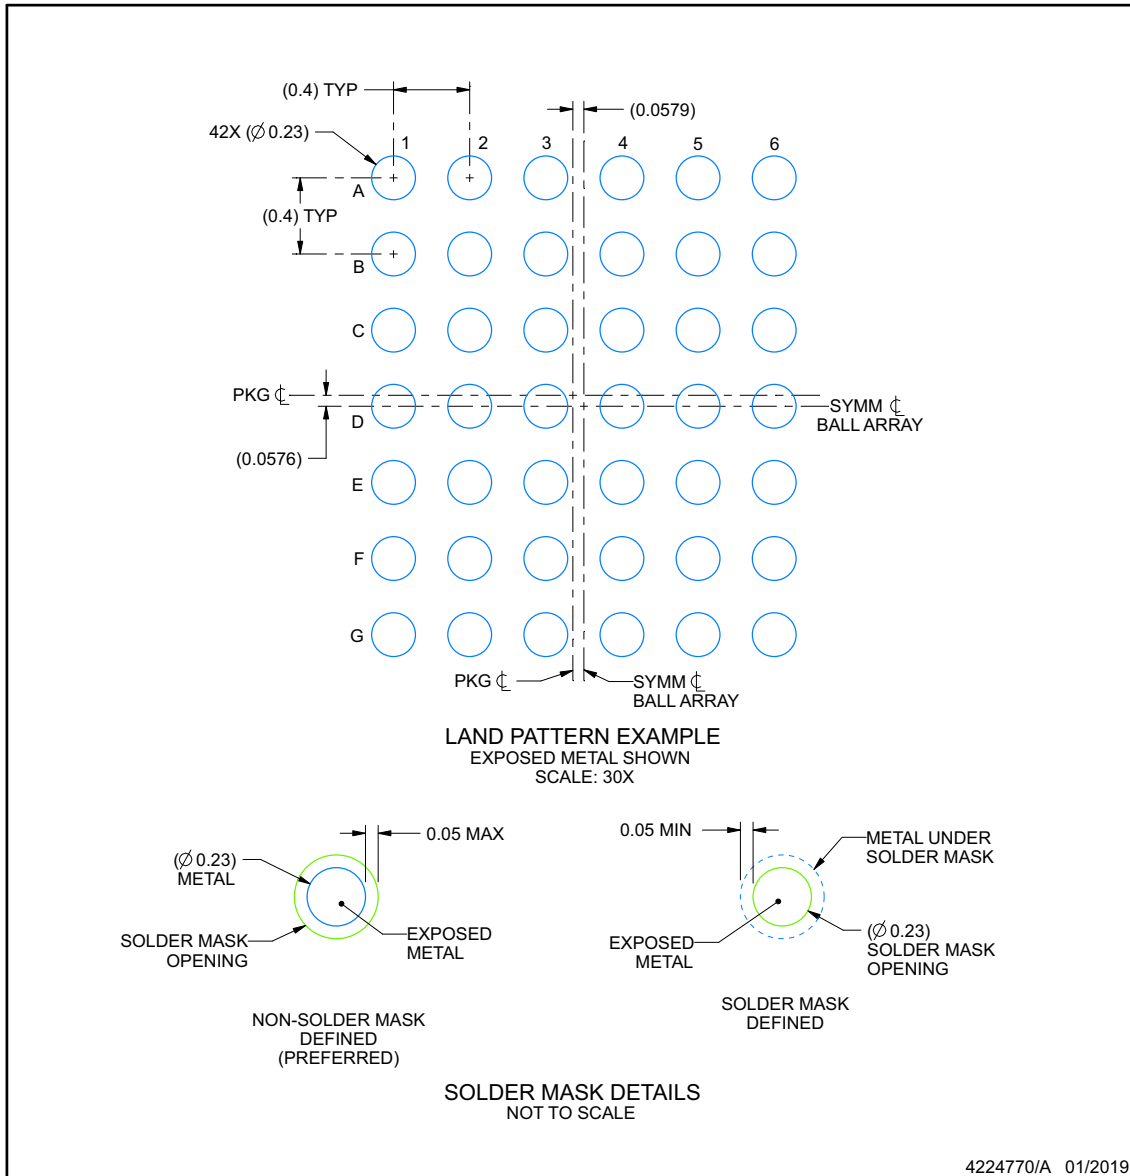 (0.4) TYP
(0.0579)
42X (∅ 0.23)
1 2 3 4 5 6
A
(0.4) TYP
B
C
PKG ℄
D
SYMM ℄
BALL ARRAY
(0.0576)
E
F
G
PKG ℄
SYMM ℄
BALL ARRAY
LAND PATTERN EXAMPLE
EXPOSED METAL SHOWN
SCALE: 30X
0.05 MAX
(∅ 0.23)
METAL
SOLDER MASK
OPENING
EXPOSED
METAL
NON-SOLDER MASK
DEFINED
(PREFERRED)
0.05 MIN
METAL UNDER
SOLDER MASK
EXPOSED
METAL
(∅ 0.23)
SOLDER MASK
OPENING
SOLDER MASK
DEFINED
SOLDER MASK DETAILS
NOT TO SCALE
4224770/A 01/2019